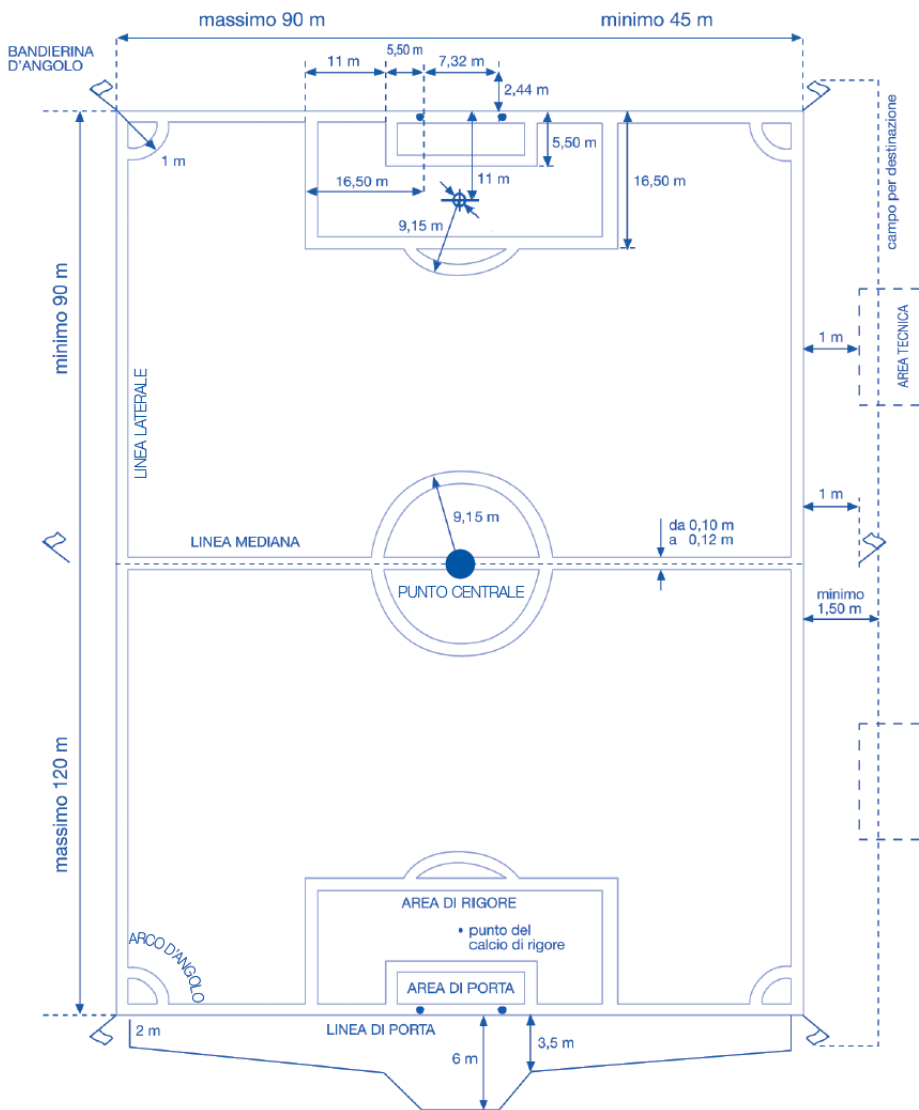 massimo 90 m
minimo 45 m
BANDIERINA
D'ANGOLO
11 m
5,50 m
7,32 m
2,44 m
1 m
5,50 m
11 m
16,50 m
16,50 m
9,15 m
campo per destinazione
minimo 90 m
1 m
AREA TECNICA
LINEA LATERALE
9,15 m
1 m
LINEA MEDIANA
da 0,10 m
a 0,12 m
PUNTO CENTRALE
minimo
1,50 m
massimo 120 m
AREA DI RIGORE
• punto del
calcio di rigore
ARCO D'ANGOLO
AREA DI PORTA
2 m
LINEA DI PORTA
6 m
3,5 m